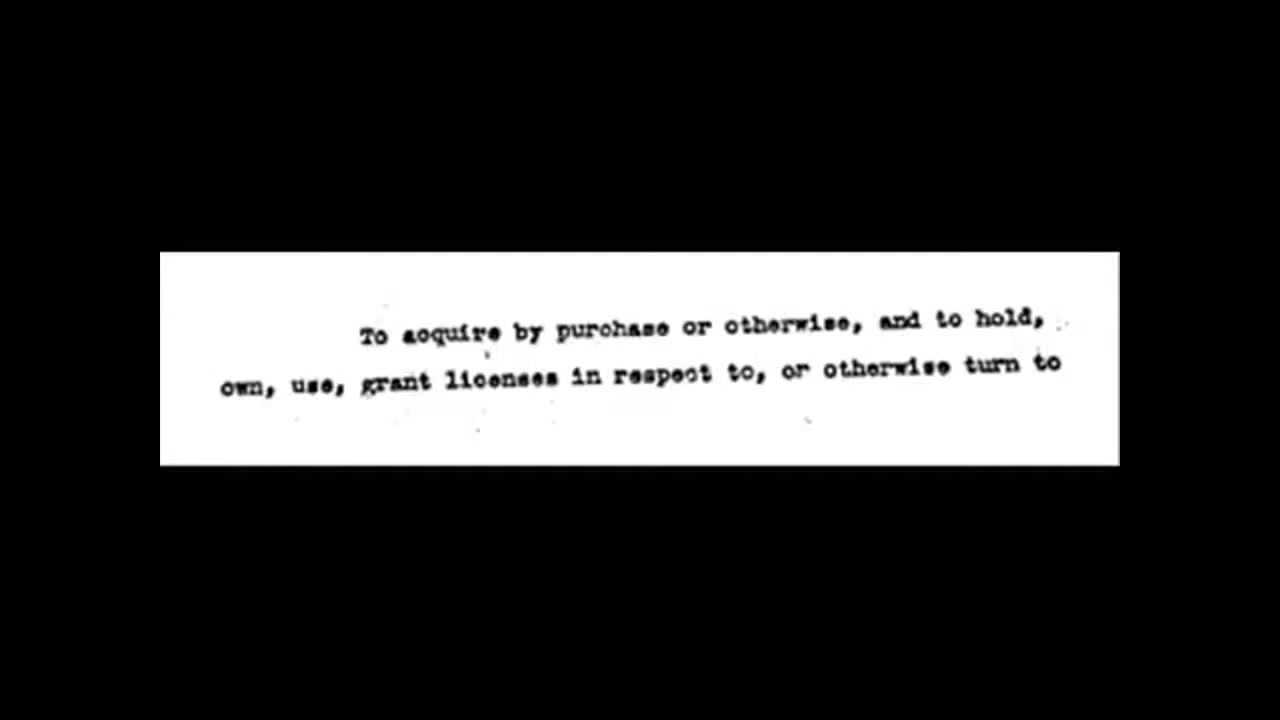 To acquire by purchase or otherwise, and to hold,
own, use, grant licenses in respect to, or otherwise turn to